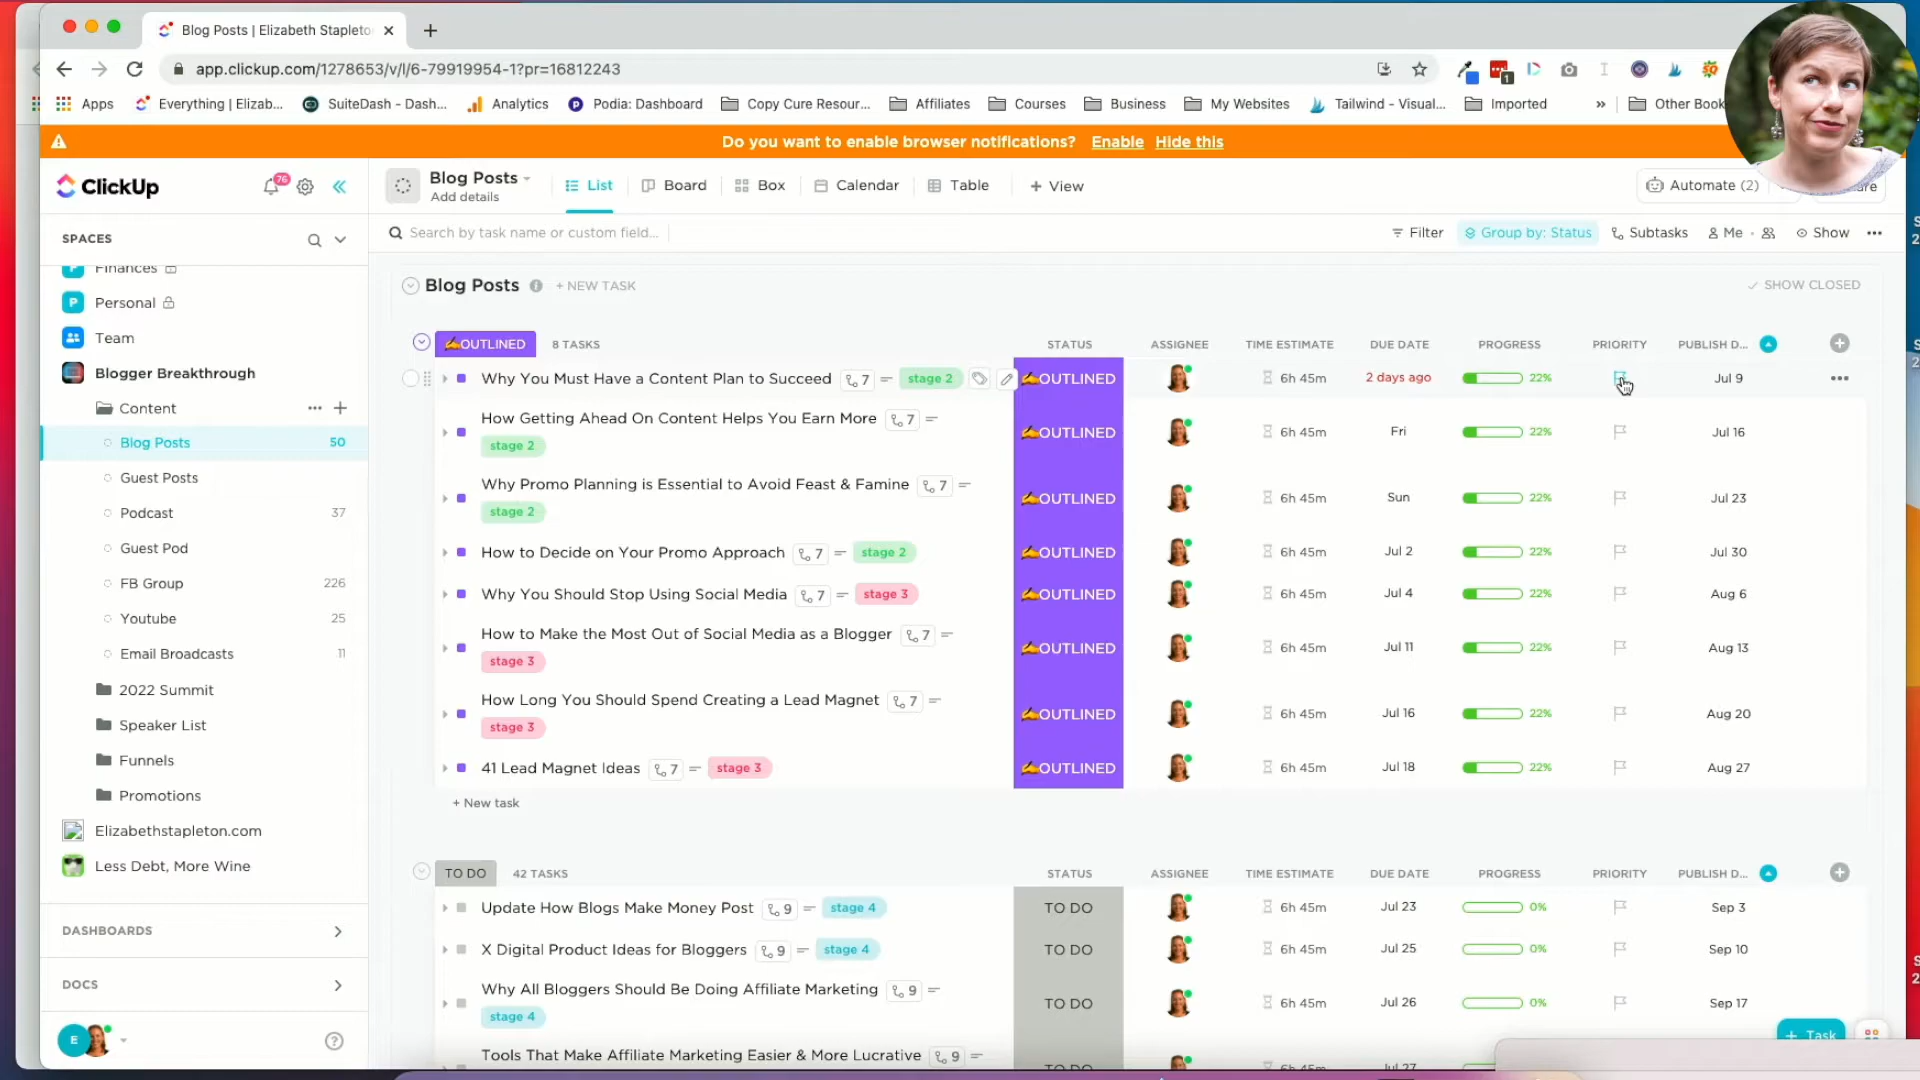 Blog Posts | Elizabeth Stapleto
app.clickup.com/1278653/v/l/6-79919954-1?pr=16812243
1
Apps
Everything | Elizab...
SuiteDash - Dash...
Analytics
Podia: Dashboard
Copy Cure Resour...
Affiliates
Courses
Business
My Websites
Tailwind - Visual...
Imported
»
Other Book
Do you want to enable browser notifications? Enable Hide this
ClickUp
76
Blog Posts
Add details
List
Board
Box
Calendar
Table
+ View
Automate (2)
SPACES
Search by task name or custom field...
Filter
Group by: Status
Subtasks
Me
Show
Finances
P Personal
Team
Blogger Breakthrough
Content
Blog Posts 50
Guest Posts
Podcast 37
Guest Pod
FB Group 226
Youtube 25
Email Broadcasts 11
2022 Summit
Speaker List
Funnels
Promotions
Elizabethstapleton.com
Less Debt, More Wine
DASHBOARDS
DOCS
E
Blog Posts + NEW TASK SHOW CLOSED
OUTLINED 8 TASKS STATUS ASSIGNEE TIME ESTIMATE DUE DATE PROGRESS PRIORITY PUBLISH D...
Why You Must Have a Content Plan to Succeed 7 stage 2 OUTLINED 6h 45m 2 days ago 22% Jul 9
How Getting Ahead On Content Helps You Earn More 7 stage 2 OUTLINED 6h 45m Fri 22% Jul 16
Why Promo Planning is Essential to Avoid Feast & Famine 7 stage 2 OUTLINED 6h 45m Sun 22% Jul 23
How to Decide on Your Promo Approach 7 stage 2 OUTLINED 6h 45m Jul 2 22% Jul 30
Why You Should Stop Using Social Media 7 stage 3 OUTLINED 6h 45m Jul 4 22% Aug 6
How to Make the Most Out of Social Media as a Blogger 7 stage 3 OUTLINED 6h 45m Jul 11 22% Aug 13
How Long You Should Spend Creating a Lead Magnet 7 stage 3 OUTLINED 6h 45m Jul 16 22% Aug 20
41 Lead Magnet Ideas 7 stage 3 OUTLINED 6h 45m Jul 18 22% Aug 27
+ New task
TO DO 42 TASKS STATUS ASSIGNEE TIME ESTIMATE DUE DATE PROGRESS PRIORITY PUBLISH D...
Update How Blogs Make Money Post 9 stage 4 TO DO 6h 45m Jul 23 0% Sep 3
X Digital Product Ideas for Bloggers 9 stage 4 TO DO 6h 45m Jul 25 0% Sep 10
Why All Bloggers Should Be Doing Affiliate Marketing 9 stage 4 TO DO 6h 45m Jul 26 0% Sep 17
Tools That Make Affiliate Marketing Easier & More Lucrative 9 TO DO 6h 45m Jul 27
+ Task